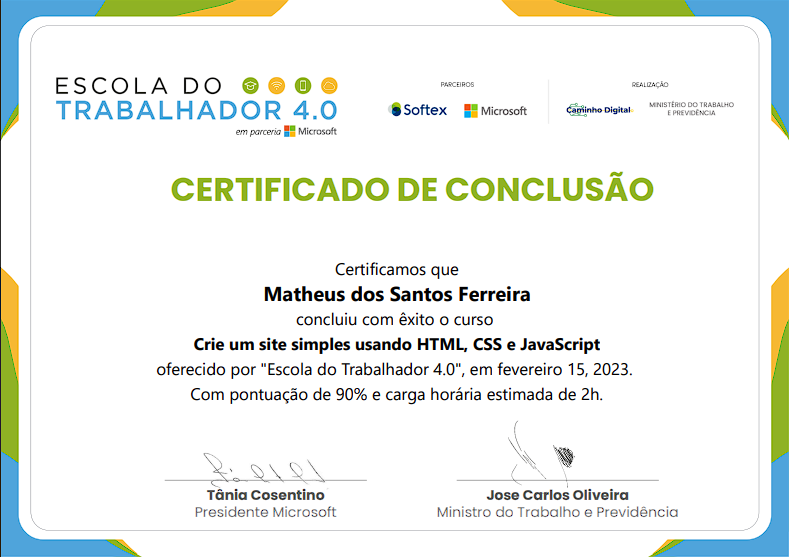 ESCOLA DO
TRABALHADOR 4.0
em parceria Microsoft
PARCEIROS
Softex Microsoft
REALIZAÇÃO
Caminho Digital
MINISTÉRIO DO TRABALHO
E PREVIDÊNCIA
CERTIFICADO DE CONCLUSÃO
Certificamos que
Matheus dos Santos Ferreira
concluiu com êxito o curso
Crie um site simples usando HTML, CSS e JavaScript
oferecido por "Escola do Trabalhador 4.0", em fevereiro 15, 2023.
Com pontuação de 90% e carga horária estimada de 2h.
Tânia Cosentino
Presidente Microsoft
Jose Carlos Oliveira
Ministro do Trabalho e Previdência